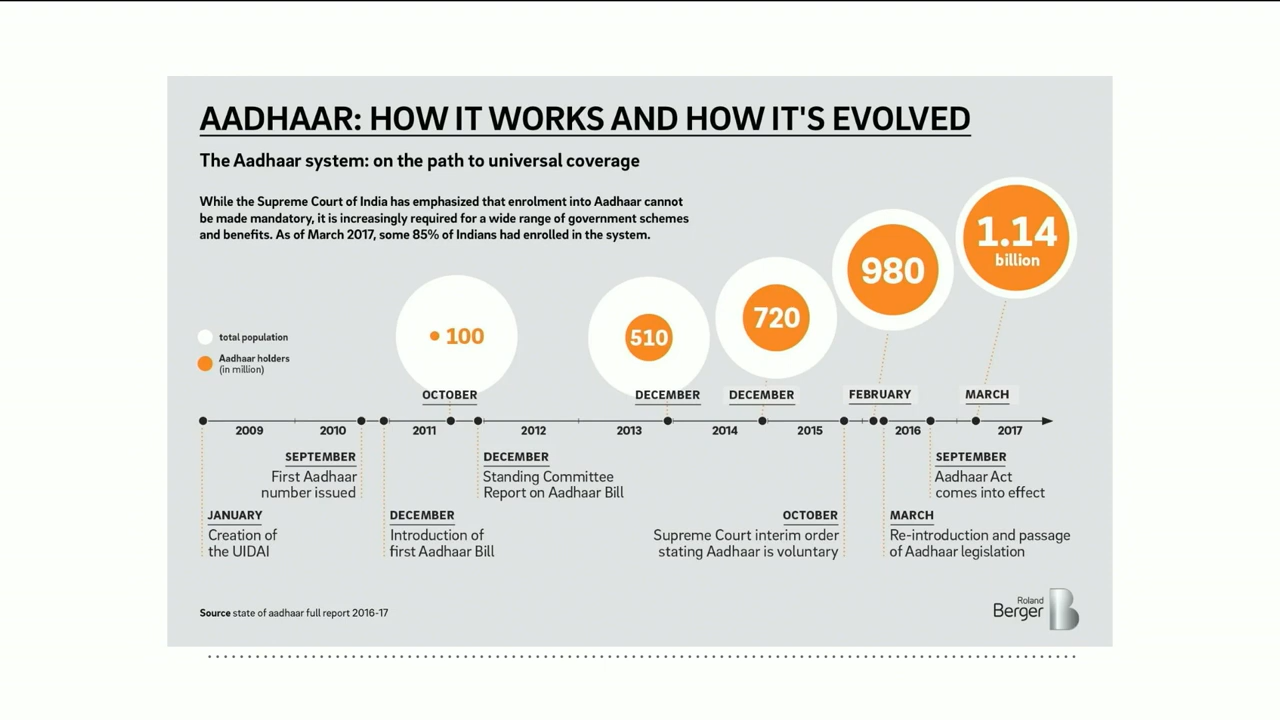 AADHAAR: HOW IT WORKS AND HOW IT'S EVOLVED
The Aadhaar system: on the path to universal coverage
While the Supreme Court of India has emphasized that enrolment into Aadhaar cannot
be made mandatory, it is increasingly required for a wide range of government schemes
and benefits. As of March 2017, some 85% of Indians had enrolled in the system.
total population
Aadhaar holders
(in million)
100
510
720
980
1.14
billion
OCTOBER
DECEMBER
DECEMBER
FEBRUARY
MARCH
2009
2010
2011
2012
2013
2014
2015
2016
2017
SEPTEMBER
First Aadhaar
number issued
DECEMBER
Standing Committee
Report on Aadhaar Bill
SEPTEMBER
Aadhaar Act
comes into effect
JANUARY
Creation of
the UIDAI
DECEMBER
Introduction of
first Aadhaar Bill
OCTOBER
Supreme Court interim order
stating Aadhaar is voluntary
MARCH
Re-introduction and passage
of Aadhaar legislation
Source state of aadhaar full report 2016-17
Roland
Berger
B